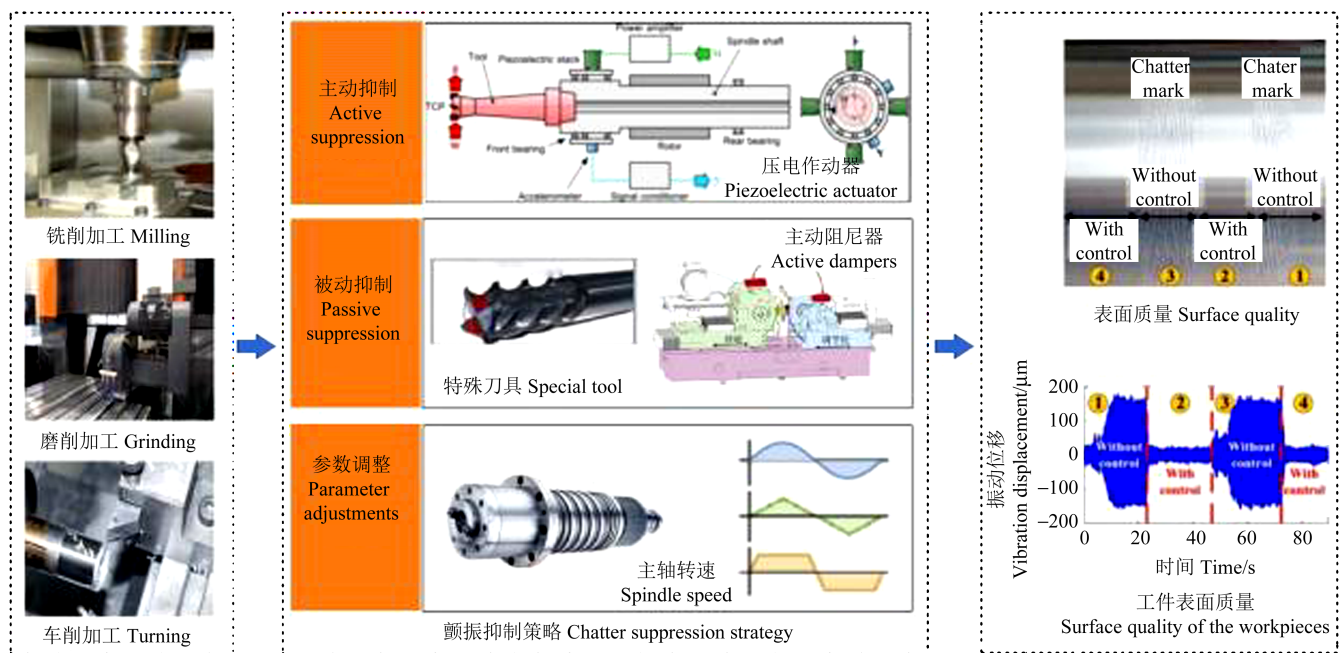 铣削加工 Milling
磨削加工 Grinding
车削加工 Turning
主动抑制
Active
suppression
Power amplifier
Spindle shaft
Tool
Piezoelectric stack
TCP
Front bearing
Rotor
Rear bearing
Accelerometer
Signal conditioner
压电作动器
Piezoelectric actuator
被动抑制
Passive
suppression
特殊刀具 Special tool
主动阻尼器
Active dampers
参数调整
Parameter
adjustments
主轴转速
Spindle speed
颤振抑制策略 Chatter suppression strategy
Chatter
mark
Chater
mark
Without
control
Without
control
With
control
With
control
④
③
②
①
表面质量 Surface quality
振动位移
Vibration displacement/μm
200
100
0
−100
−200
①
②
③
④
Without
control
With
control
Without
control
With
control
0
20
40
60
80
时间 Time/s
工件表面质量
Surface quality of the workpieces